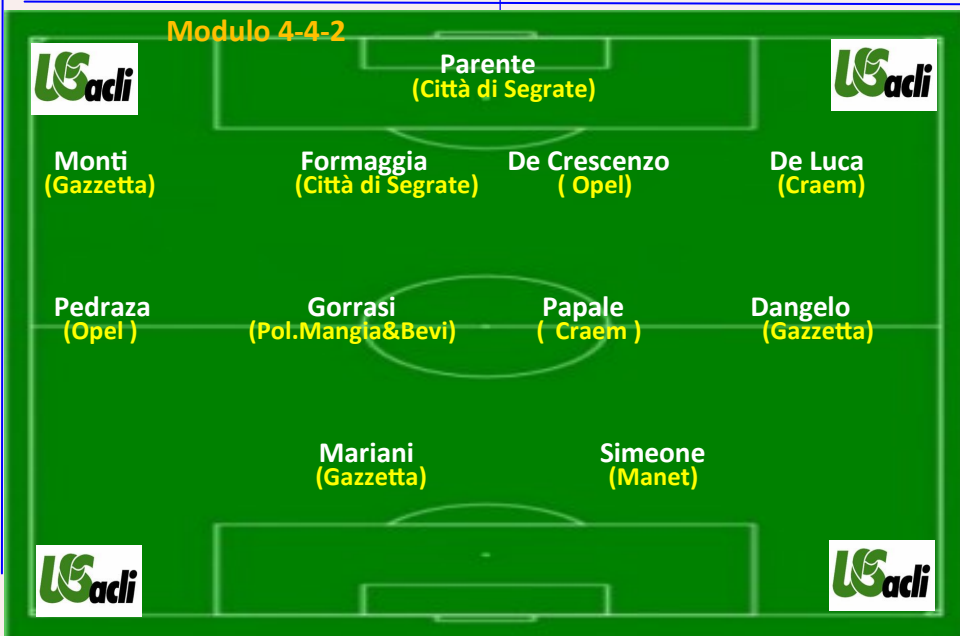 Modulo 4-4-2
USacli
USacli
Parente
(Città di Segrate)
Monti
(Gazzetta)
Formaggia
(Città di Segrate)
De Crescenzo
( Opel)
De Luca
(Craem)
Pedraza
(Opel )
Gorrasi
(Pol.Mangia&Bevi)
Papale
( Craem )
Dangelo
(Gazzetta)
Mariani
(Gazzetta)
Simeone
(Manet)
USacli
USacli